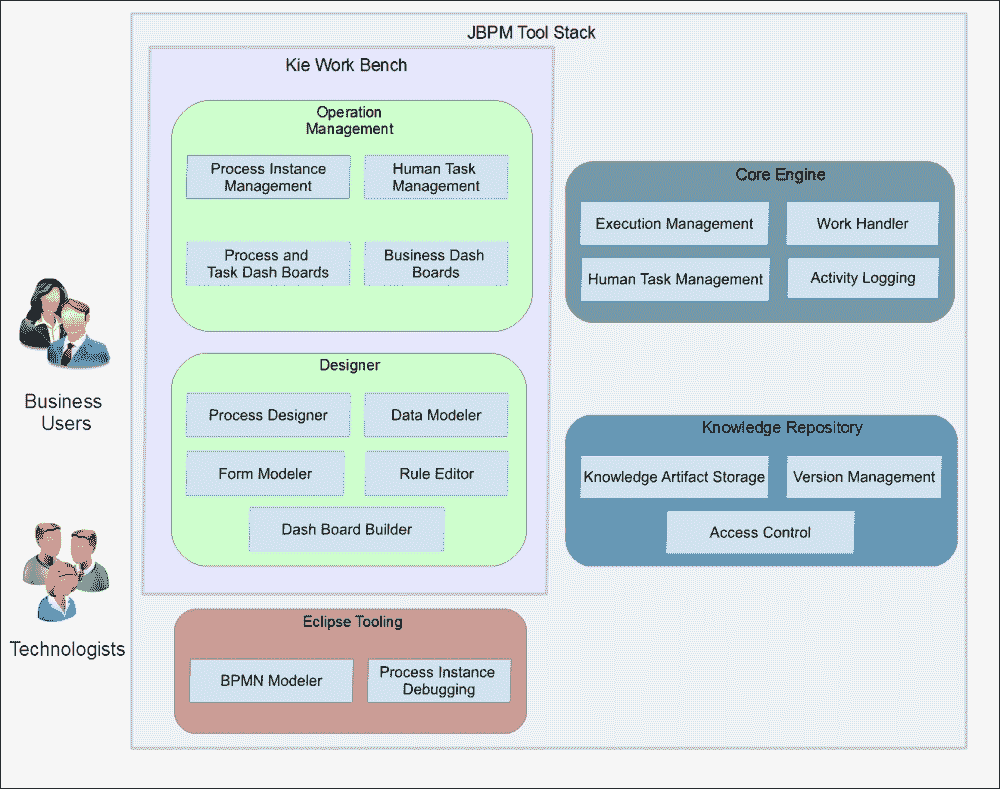 JBPM Tool Stack
Kie Work Bench
Operation
Management
Process Instance
Management
Human Task
Management
Process and
Task Dash Boards
Business Dash
Boards
Designer
Process Designer
Data Modeler
Form Modeler
Rule Editor
Dash Board Builder
Eclipse Tooling
BPMN Modeler
Process Instance
Debugging
Core Engine
Execution Management
Work Handler
Human Task Management
Activity Logging
Knowledge Repository
Knowledge Artifact Storage
Version Management
Access Control
Business
Users
Technologists